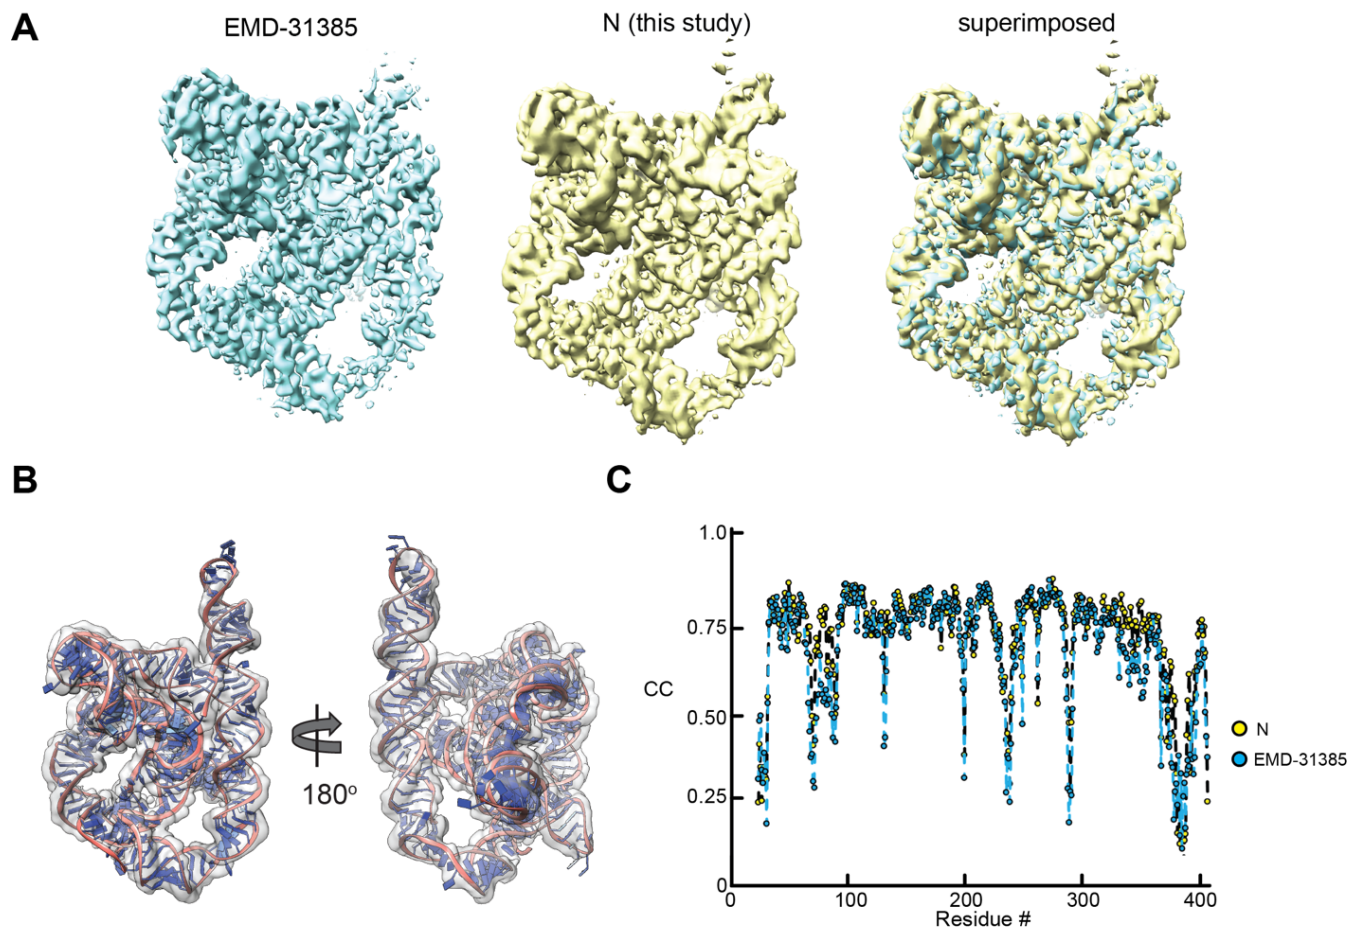 A
EMD-31385
N (this study)
superimposed
B
180°
C
1.0
0.75
0.50
0.25
0
CC
0
100
200
300
400
Residue #
N
EMD-31385